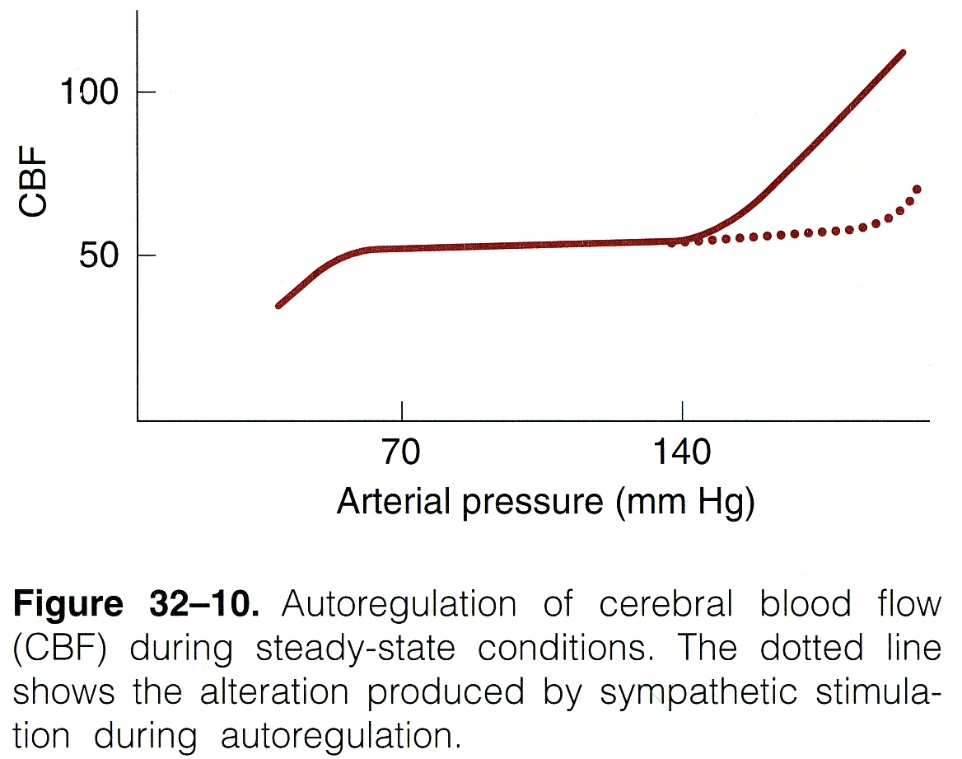 100
CBF
50
70
140
Arterial pressure (mm Hg)
Figure 32–10. Autoregulation of cerebral blood flow
(CBF) during steady-state conditions. The dotted line
shows the alteration produced by sympathetic stimula-
tion during autoregulation.